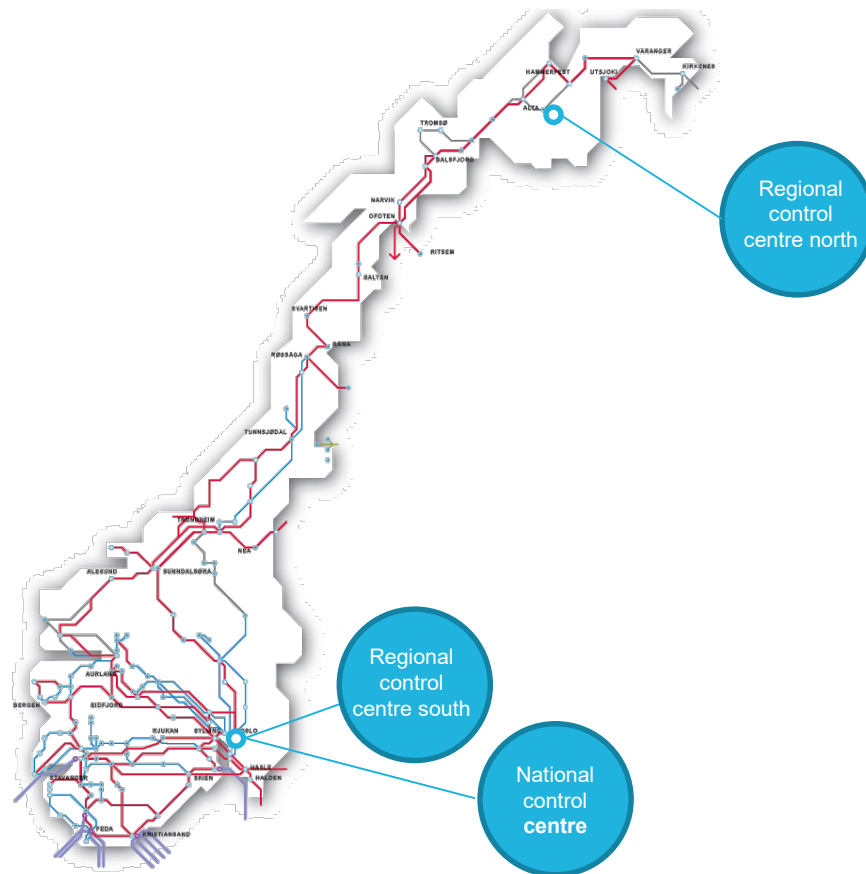 VARANGER
KIRKENES
HAMMERFEST
UTSJOKI
ALTA
TROMSØ
BALSFJORD
Regional
control
centre north
NARVIK
OFOTEN
RITSEM
SALTEN
SVARTISEN
RANA
RØSSÅGA
TUNNSJØDAL
TRONDHEIM
NEA
ÅLESUND
SUNNDALSØRA
Regional
control
centre south
AURLAND
BERGEN
EIDFJORD
RJUKAN
SYLLING
OSLO
HASLE
HALDEN
STAVANGER
SKIEN
National
control
centre
FEDA
KRISTIANSAND